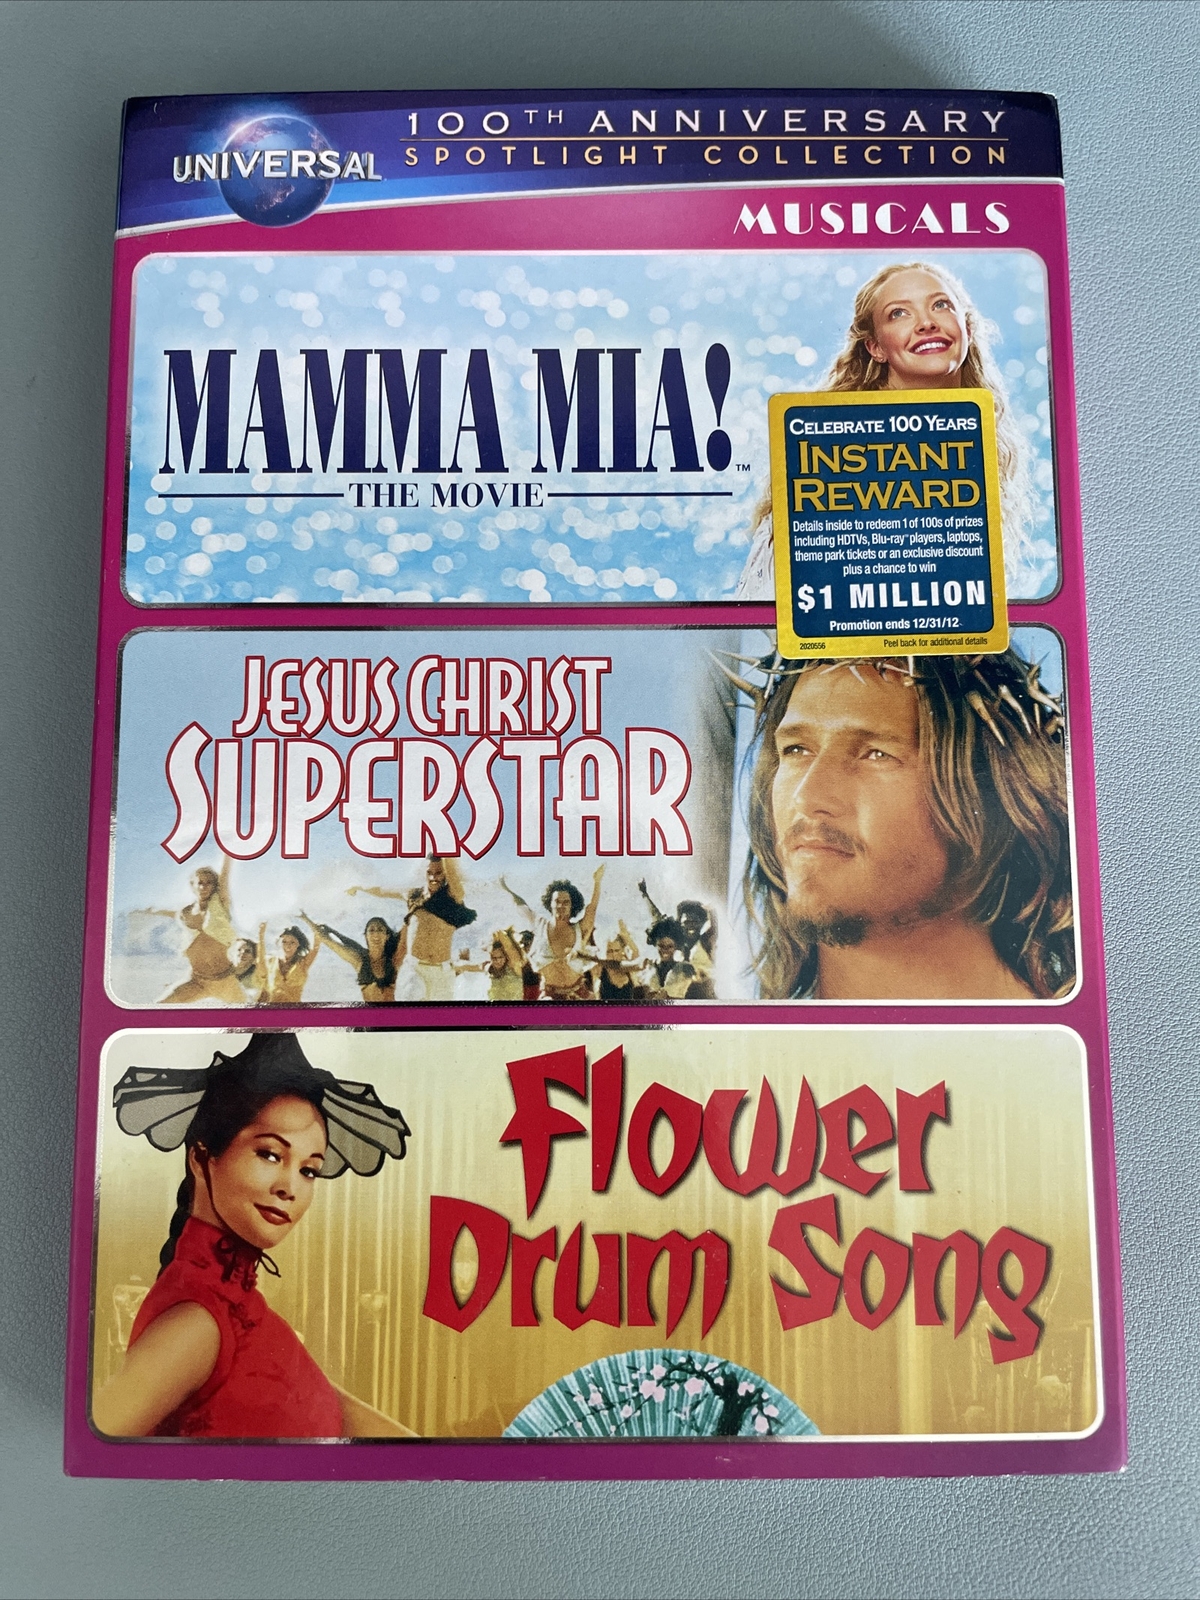 UNIVERSAL
100TH ANNIVERSARY
SPOTLIGHT COLLECTION
MUSICALS
MAMMA MIA!™
THE MOVIE
CELEBRATE 100 YEARS
INSTANT
REWARD
Details inside to redeem 1 of 100s of prizes
including HDTVs, Blu-ray™ players, laptops,
theme park tickets or an exclusive discount
plus a chance to win
$1 MILLION
Promotion ends 12/31/12
2020556 Peel back for additional details
JESUS CHRIST
SUPERSTAR
Flower
Drum Song